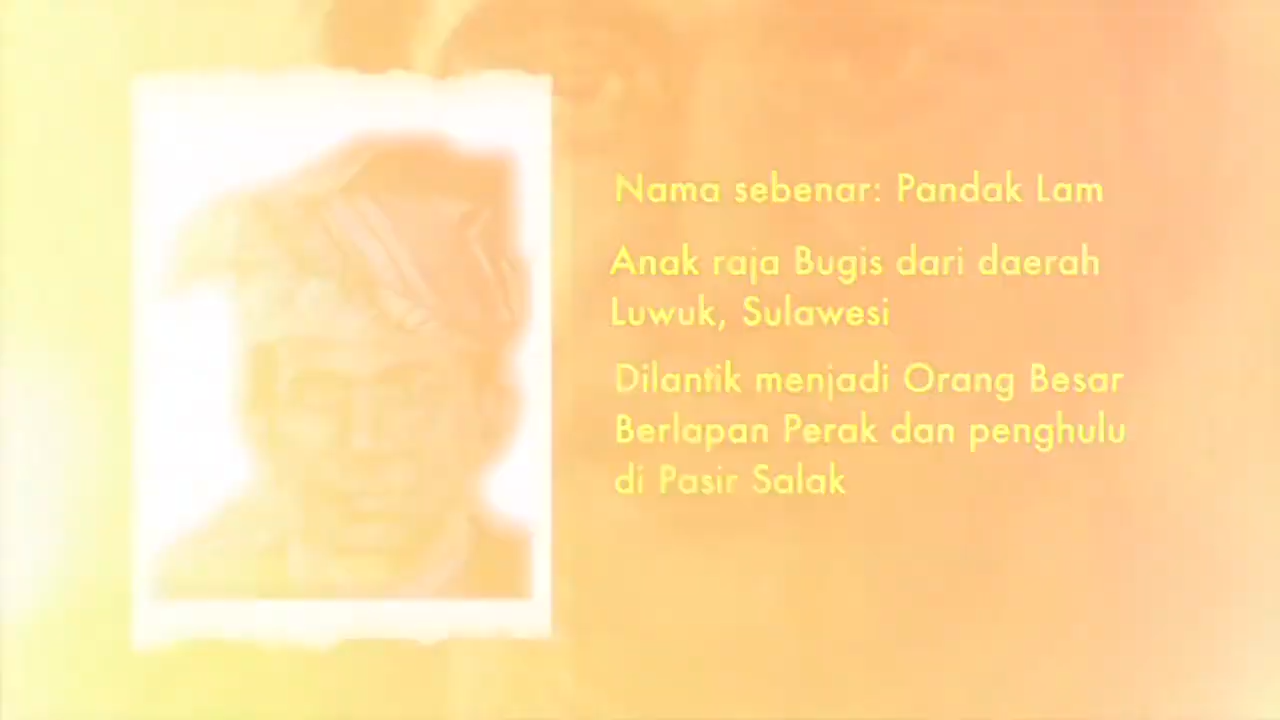 Nama sebenar: Pandak Lam
Anak raja Bugis dari daerah
Luwuk, Sulawesi
Dilantik menjadi Orang Besar
Berlapan Perak dan penghulu
di Pasir Salak